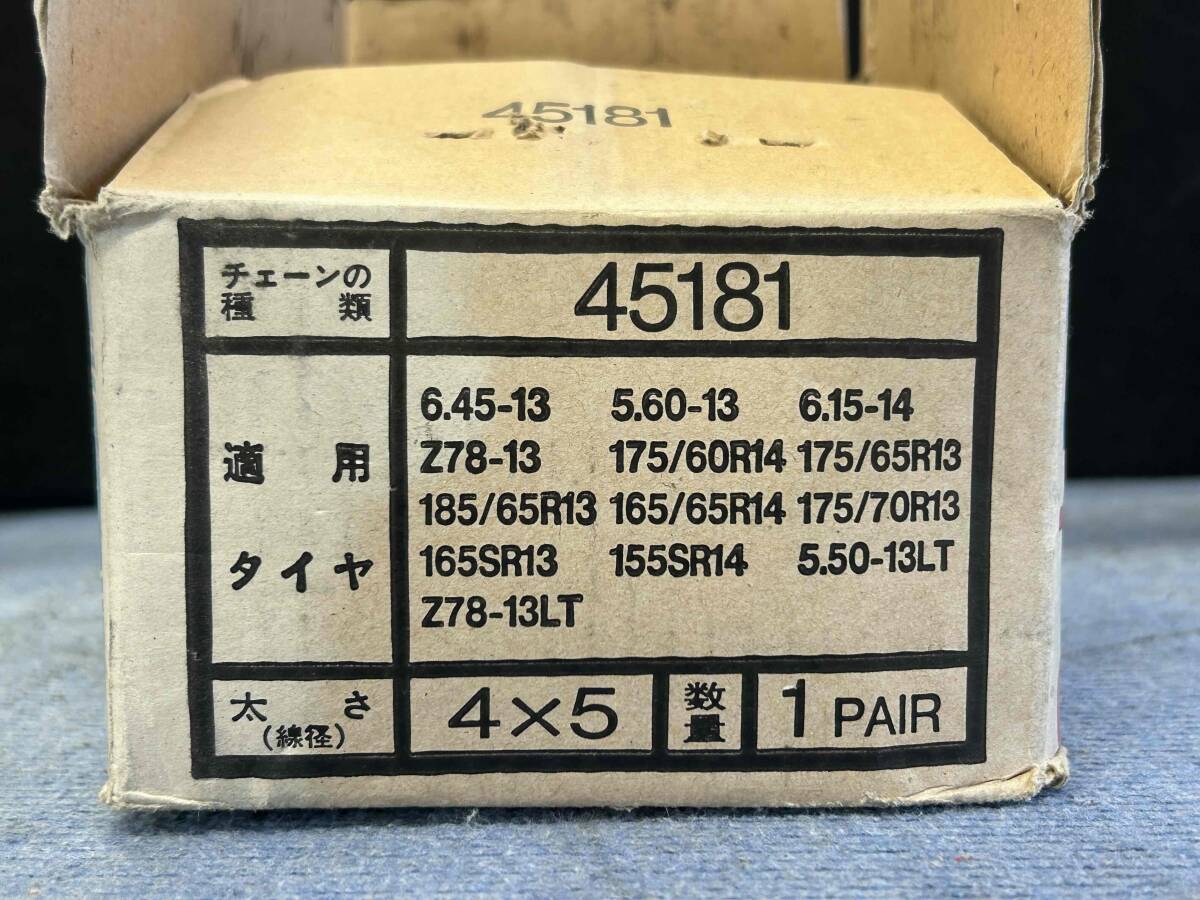 45181
チェーンの
種類
45181
適用
タイヤ
6.45-13 5.60-13 6.15-14
Z78-13 175/60R14 175/65R13
185/65R13 165/65R14 175/70R13
165SR13 155SR14 5.50-13LT
Z78-13LT
太さ
(線径)
4×5
数
量
1 PAIR